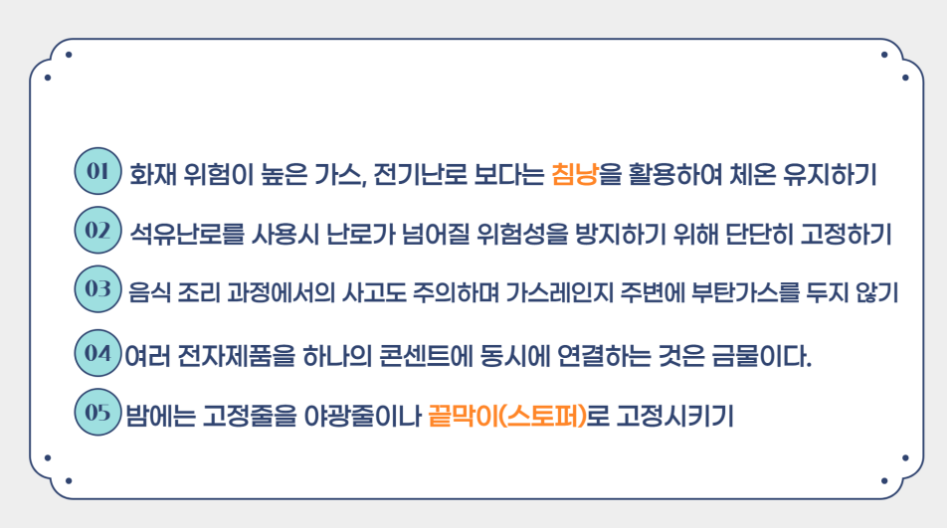 01 화재 위험이 높은 가스, 전기난로 보다는 침낭을 활용하여 체온 유지하기
02 석유난로를 사용시 난로가 넘어질 위험성을 방지하기 위해 단단히 고정하기
03 음식 조리 과정에서의 사고도 주의하며 가스레인지 주변에 부탄가스를 두지 않기
04 여러 전자제품을 하나의 콘센트에 동시에 연결하는 것은 금물이다.
05 밤에는 고정줄을 야광줄이나 끝막이(스토퍼)로 고정시키기